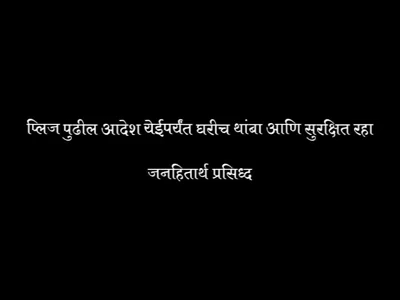 प्लिज पुढील आदेश येईपर्यंत घरीच थांबा आणि सुरक्षित रहा
जनहितार्थ प्रसिध्द